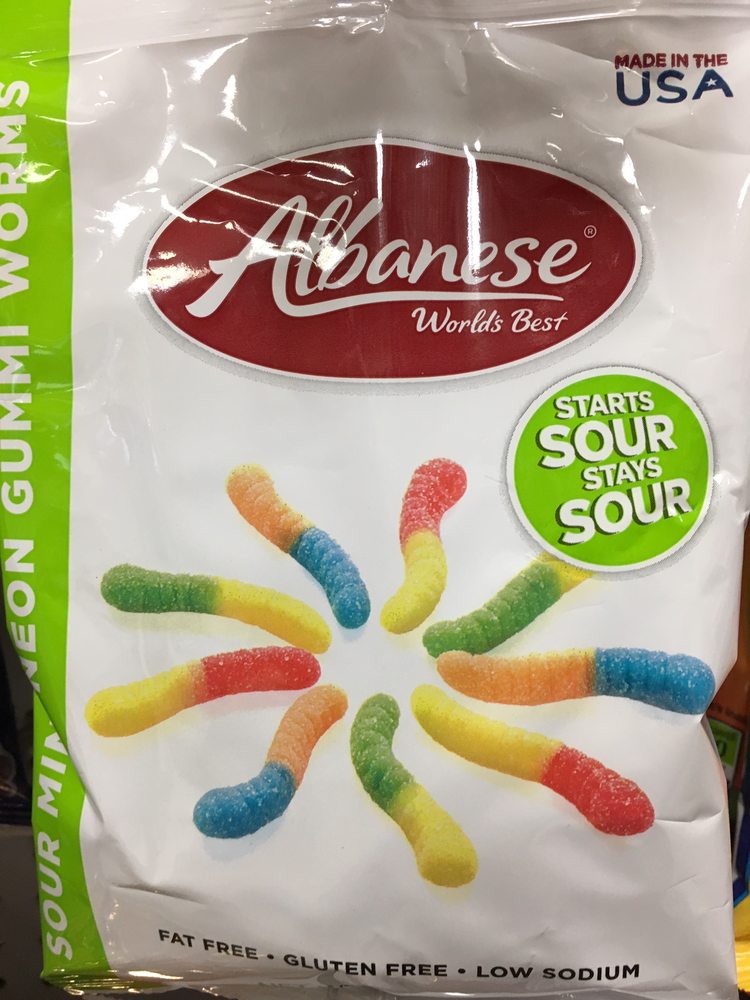 MADE IN THE
USA
Albanese®
World's Best
STARTS
SOUR
STAYS
SOUR
SOUR MINI NEON GUMMI WORMS
FAT FREE • GLUTEN FREE • LOW SODIUM